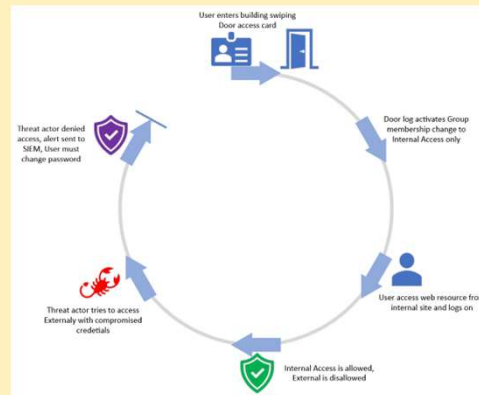 User enters building swiping
Door access card
Door log activates Group
membership change to
Internal Access only
User access web resource from
internal site and logs on
Internal Access is allowed,
External is disallowed
Threat actor tries to access
Externaly with compromised
credetials
Threat actor denied
access, alert sent to
SIEM, User must
change password